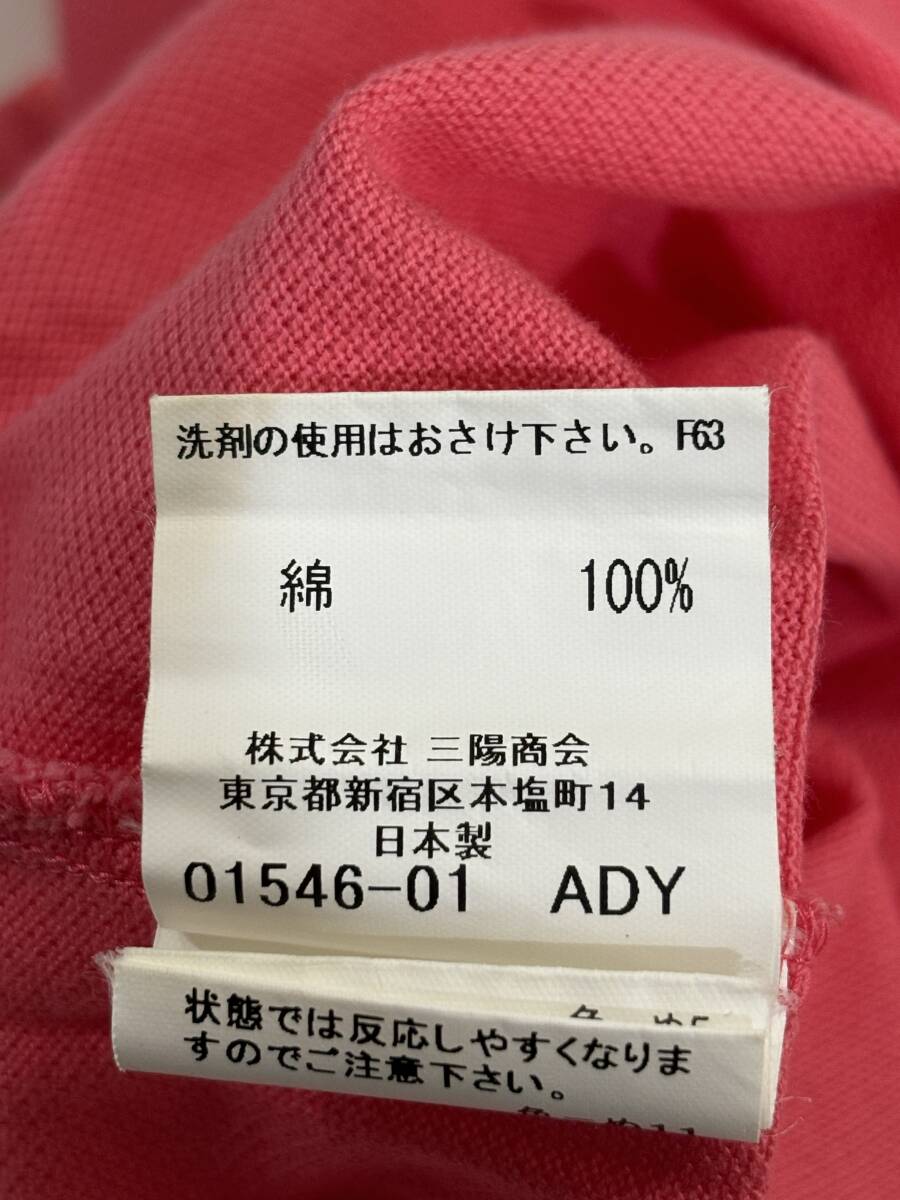 洗剤の使用はおさけ下さい。F63
綿 100%
株式会社 三陽商会
東京都新宿区本塩町14
日本製
01546-01 ADY
状態では反応しやすくなりま
すのでご注意下さい。